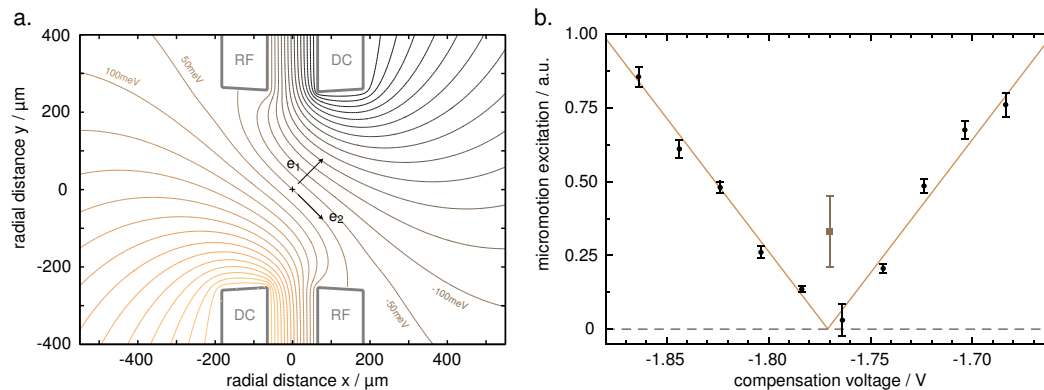 a.
400
200
0
-200
-400
radial distance y / µm
-400
-200
0
200
400
radial distance x / µm
RF
DC
DC
RF
100meV
50meV
-50meV
-100meV
e1
e2
b.
1.00
0.75
0.50
0.25
0
micromotion excitation / a.u.
-1.85
-1.80
-1.75
-1.70
compensation voltage / V